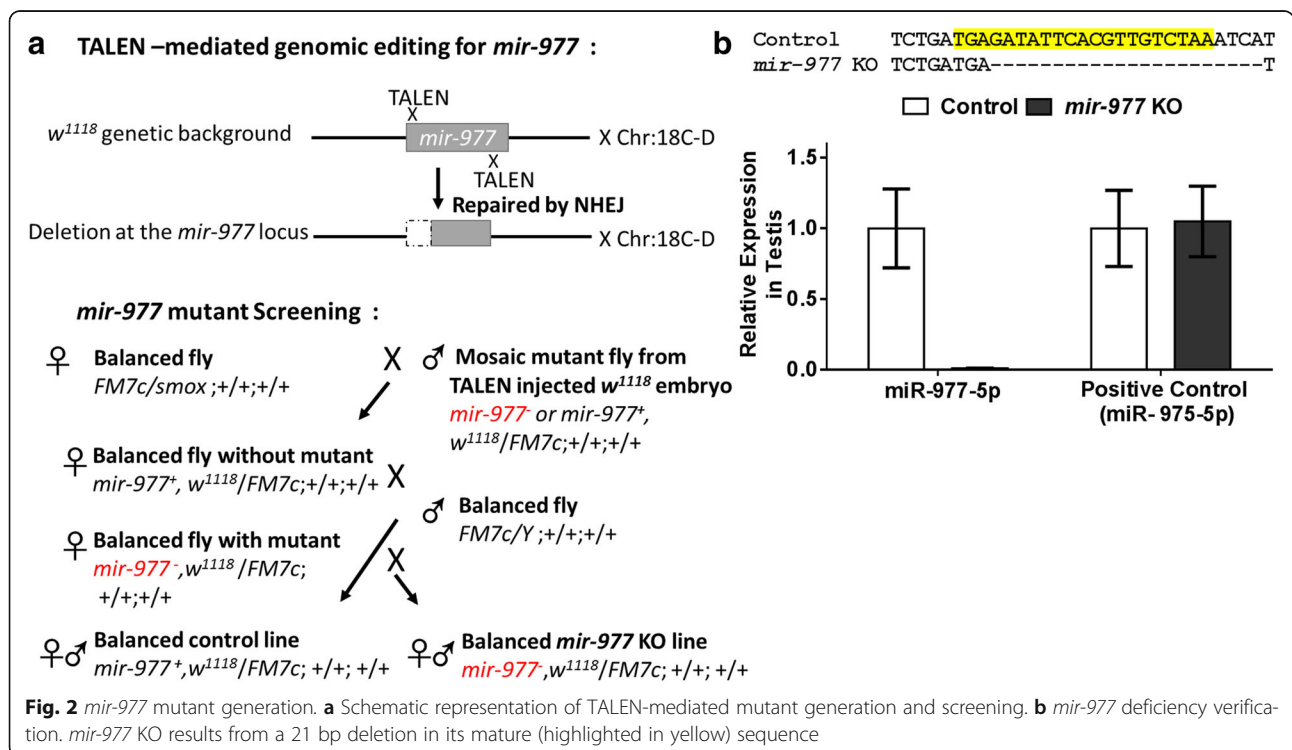 a TALEN –mediated genomic editing for mir-977 :
TALEN
X
w1118 genetic background
mir-977
X Chr:18C-D
X
TALEN
Repaired by NHEJ
Deletion at the mir-977 locus
X Chr:18C-D
mir-977 mutant Screening :
♀ Balanced fly
FM7c/smox ;+/+;+/+
X
♂ Mosaic mutant fly from
TALEN injected w1118 embryo
mir-977- or mir-977+,
w1118/FM7c;+/+;+/+
♀ Balanced fly without mutant
mir-977+, w1118/FM7c;+/+;+/+
X
♂ Balanced fly
FM7c/Y ;+/+;+/+
♀ Balanced fly with mutant
mir-977-,w1118/FM7c;
+/+;+/+
X
♀♂ Balanced control line
mir-977+,w1118/FM7c; +/+; +/+
♀♂ Balanced mir-977 KO line
mir-977-,w1118/FM7c; +/+; +/+
b
Control TCTGATGAGATATTCACGTTGTCTAAATCAT
mir-977 KO TCTGATGA----------------------T
Control mir-977 KO
Relative Expression
in Testis
1.5
1.0
0.5
0.0
miR-977-5p
Positive Control
(miR- 975-5p)
Fig. 2 mir-977 mutant generation. a Schematic representation of TALEN-mediated mutant generation and screening. b mir-977 deficiency verifica-
tion. mir-977 KO results from a 21 bp deletion in its mature (highlighted in yellow) sequence